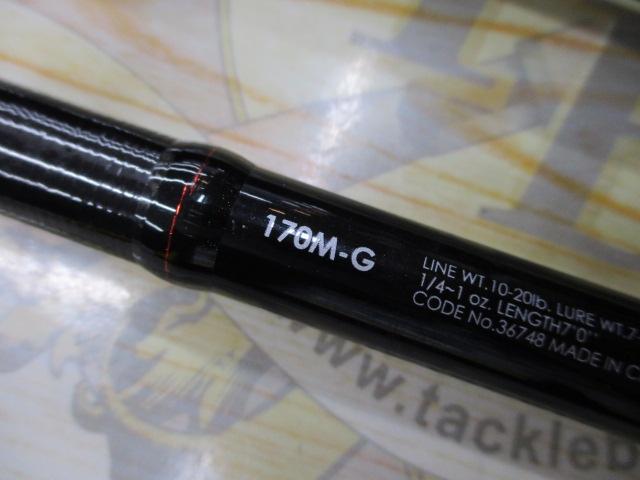 170M-G
LINE WT.10-20lb. LURE WT.7-
1/4~1 oz. LENGTH7'0"
CODE No.36748 MADE IN C
www.tackleb